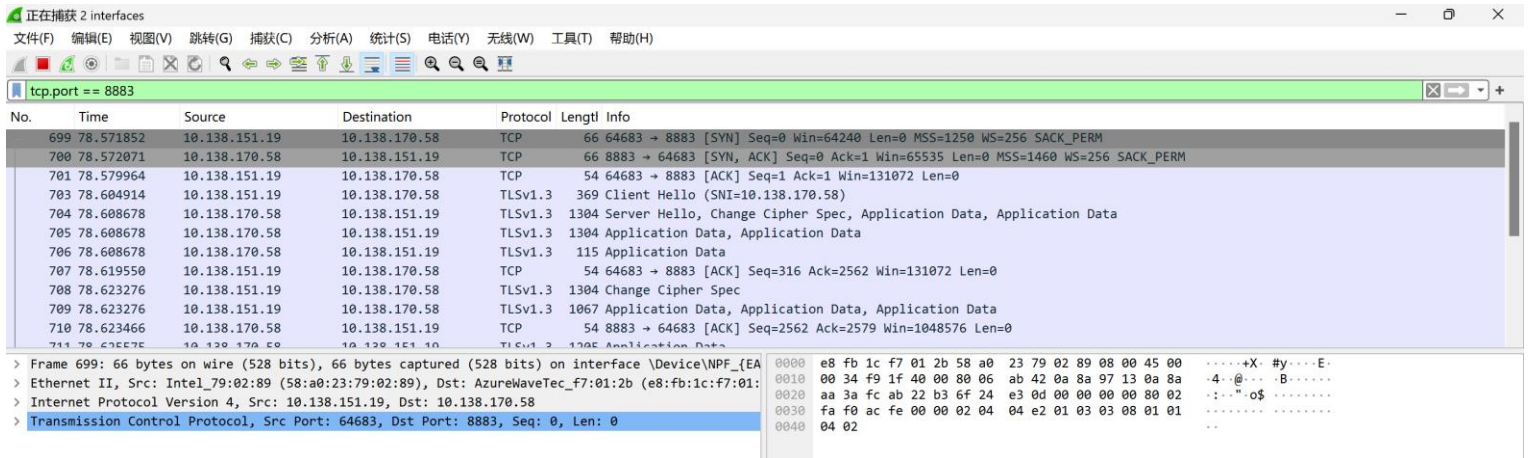 正在捕获 2 interfaces
文件(F) 编辑(E) 视图(V) 跳转(G) 捕获(C) 分析(A) 统计(S) 电话(Y) 无线(W) 工具(T) 帮助(H)
tcp.port == 8883
No. Time Source Destination Protocol Lengtl Info
699 78.571852 10.138.151.19 10.138.170.58 TCP 66 64683 → 8883 [SYN] Seq=0 Win=64240 Len=0 MSS=1250 WS=256 SACK_PERM
700 78.572071 10.138.170.58 10.138.151.19 TCP 66 8883 → 64683 [SYN, ACK] Seq=0 Ack=1 Win=65535 Len=0 MSS=1460 WS=256 SACK_PERM
701 78.579964 10.138.151.19 10.138.170.58 TCP 54 64683 → 8883 [ACK] Seq=1 Ack=1 Win=131072 Len=0
703 78.604914 10.138.151.19 10.138.170.58 TLSv1.3 369 Client Hello (SNI=10.138.170.58)
704 78.608678 10.138.170.58 10.138.151.19 TLSv1.3 1304 Server Hello, Change Cipher Spec, Application Data, Application Data
705 78.608678 10.138.170.58 10.138.151.19 TLSv1.3 1304 Application Data, Application Data
706 78.608678 10.138.170.58 10.138.151.19 TLSv1.3 115 Application Data
707 78.619550 10.138.151.19 10.138.170.58 TCP 54 64683 → 8883 [ACK] Seq=316 Ack=2562 Win=131072 Len=0
708 78.623276 10.138.151.19 10.138.170.58 TLSv1.3 1304 Change Cipher Spec
709 78.623276 10.138.151.19 10.138.170.58 TLSv1.3 1067 Application Data, Application Data, Application Data
710 78.623466 10.138.170.58 10.138.151.19 TCP 54 8883 → 64683 [ACK] Seq=2562 Ack=2579 Win=1048576 Len=0
711 78.625575 10.138.170.58 10.138.151.19 TLSv1.3 Application Data
> Frame 699: 66 bytes on wire (528 bits), 66 bytes captured (528 bits) on interface \Device\NPF_{EA
> Ethernet II, Src: Intel_79:02:89 (58:a0:23:79:02:89), Dst: AzureWaveTec_f7:01:2b (e8:fb:1c:f7:01:
> Internet Protocol Version 4, Src: 10.138.151.19, Dst: 10.138.170.58
> Transmission Control Protocol, Src Port: 64683, Dst Port: 8883, Seq: 0, Len: 0
0000 e8 fb 1c f7 01 2b 58 a0 23 79 02 89 08 00 45 00 ·····+X· #y····E·
0010 00 34 f9 1f 40 00 80 06 ab 42 0a 8a 97 13 0a 8a ·4··@··· ·B······
0020 aa 3a fc ab 22 b3 6f 24 e3 0d 00 00 00 00 80 02 ·:··"·o$ ········
0030 fa f0 ac fe 00 00 02 04 04 e2 01 03 03 08 01 01 ········ ········
0040 04 02 ··